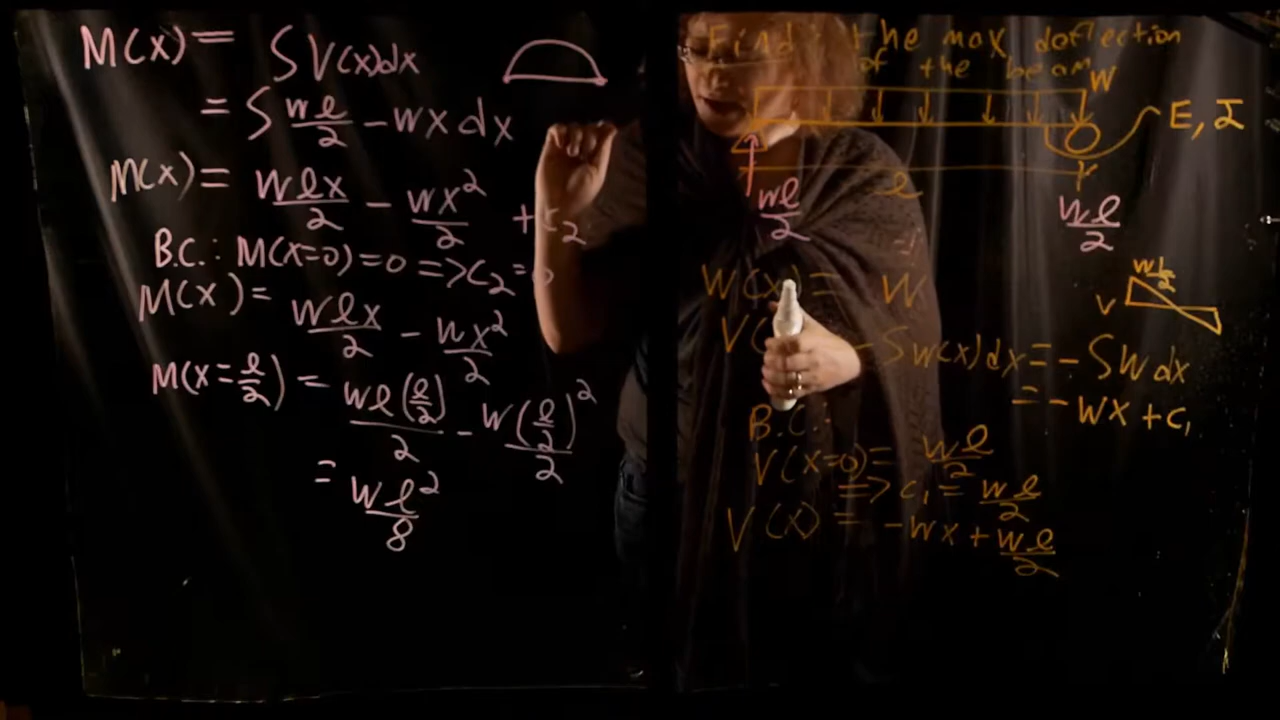 M(x) = ∫V(x)dx
= ∫ wl/2 - wx dx
M(x) = wlx/2 - wx²/2 + c₂
B.C.: M(x=0)=0 => c₂=0
M(x) = wlx/2 - wx²/2
M(x=l/2) = wl(l/2)/2 - w(l/2)²/2
= wl²/8
Find: the max deflection
of the beam
w
E, I
l
wl/2
wl/2
w(x) = w
wl/2
V
V( - ∫w(x)dx = -∫w dx
= -wx + c₁
B.C.:
V(x=0) = wl/2
=> c₁ = wl/2
V(x) = -wx + wl/2